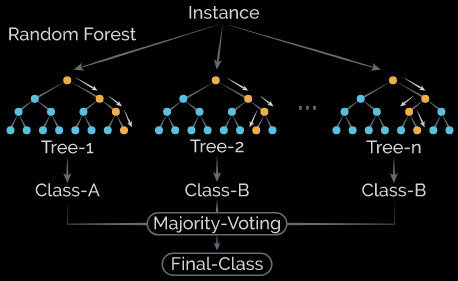 Instance
Random Forest
...
Tree-1
Tree-2
Tree-n
Class-A
Class-B
Class-B
Majority-Voting
Final-Class